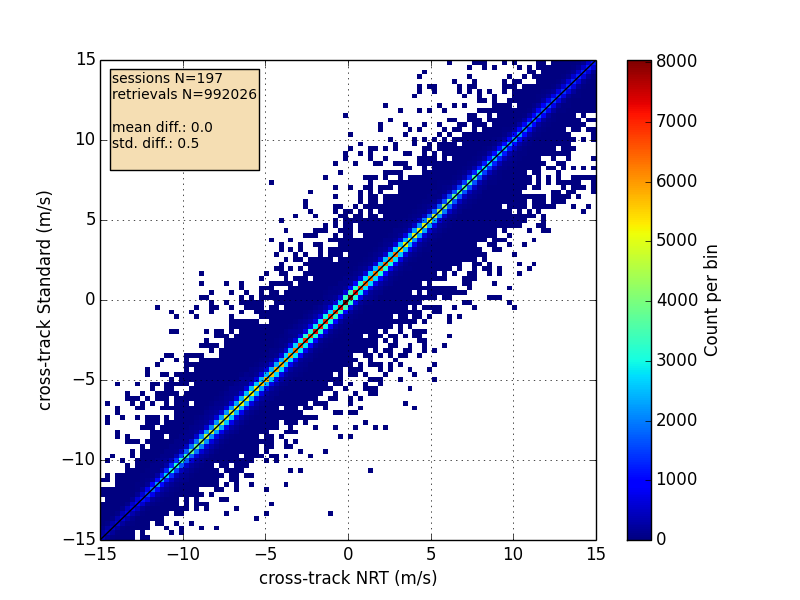 sessions N=197
retrievals N=992026
mean diff.: 0.0
std. diff.: 0.5
15
10
5
0
−5
−10
−15
cross-track Standard (m/s)
−15 −10 −5 0 5 10 15
cross-track NRT (m/s)
8000
7000
6000
5000
4000
3000
2000
1000
0
Count per bin